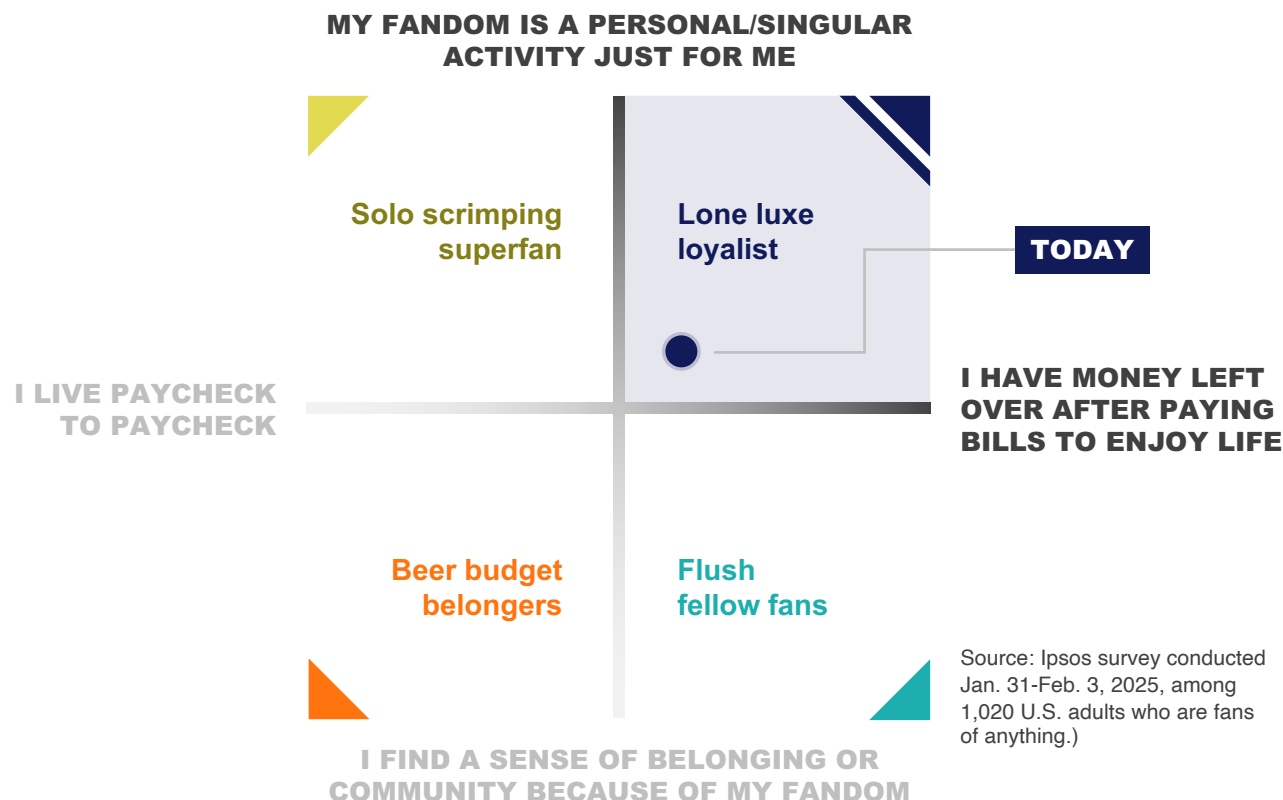 MY FANDOM IS A PERSONAL/SINGULAR
ACTIVITY JUST FOR ME
Solo scrimping
superfan
Lone luxe
loyalist
TODAY
I LIVE PAYCHECK
TO PAYCHECK
I HAVE MONEY LEFT
OVER AFTER PAYING
BILLS TO ENJOY LIFE
Beer budget
belongers
Flush
fellow fans
Source: Ipsos survey conducted
Jan. 31-Feb. 3, 2025, among
1,020 U.S. adults who are fans
of anything.)
I FIND A SENSE OF BELONGING OR
COMMUNITY BECAUSE OF MY FANDOM